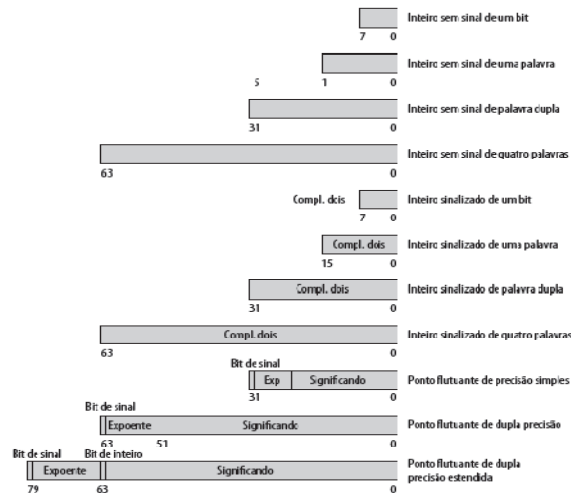 Inteiro sem sinal de um bit
7 0
Inteiro sem sinal de uma palavra
5 1 0
Inteiro sem sinal de palavra dupla
31 0
Inteiro sem sinal de quatro palavras
63 0
Compl. dois Inteiro sinalizado de um bit
7 0
Compl. dois Inteiro sinalizado de uma palavra
15 0
Compl. dois Inteiro sinalizado de palavra dupla
31 0
Compl. dois Inteiro sinalizado de quatro palavras
63 0
Bit de sinal
Exp Significando Ponto flutuante de precisão simples
31 0
Bit de sinal
Expoente Significando Ponto flutuante de dupla precisão
63 51 0
Bit de sinal Bit de inteiro
Expoente Significando Ponto flutuante de dupla
precisão estendida
79 63 0